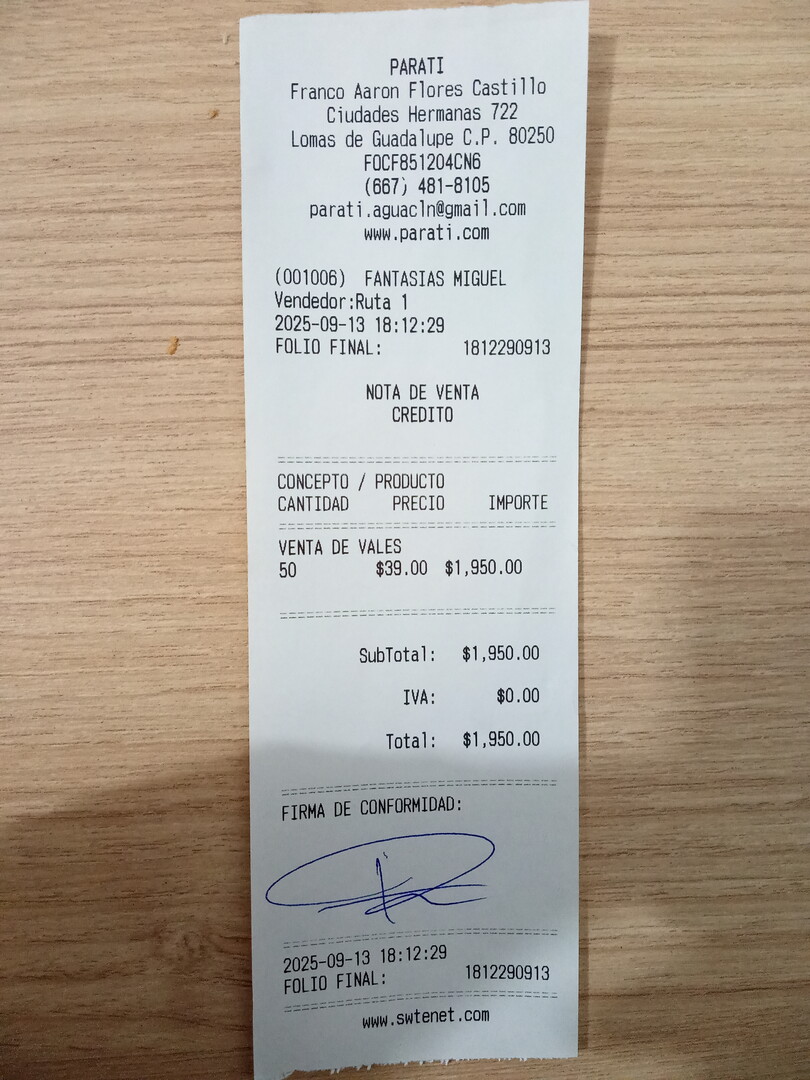 PARATI
Franco Aaron Flores Castillo
Ciudades Hermanas 722
Lomas de Guadalupe C.P. 80250
FOCF851204CN6
(667) 481-8105
parati.aguacln@gmail.com
www.parati.com
(001006) FANTASIAS MIGUEL
Vendedor:Ruta 1
2025-09-13 18:12:29
FOLIO FINAL: 1812290913
NOTA DE VENTA
CREDITO
CONCEPTO / PRODUCTO
CANTIDAD PRECIO IMPORTE
VENTA DE VALES
50 $39.00 $1,950.00
SubTotal: $1,950.00
IVA: $0.00
Total: $1,950.00
FIRMA DE CONFORMIDAD:
2025-09-13 18:12:29
FOLIO FINAL: 1812290913
www.swtenet.com